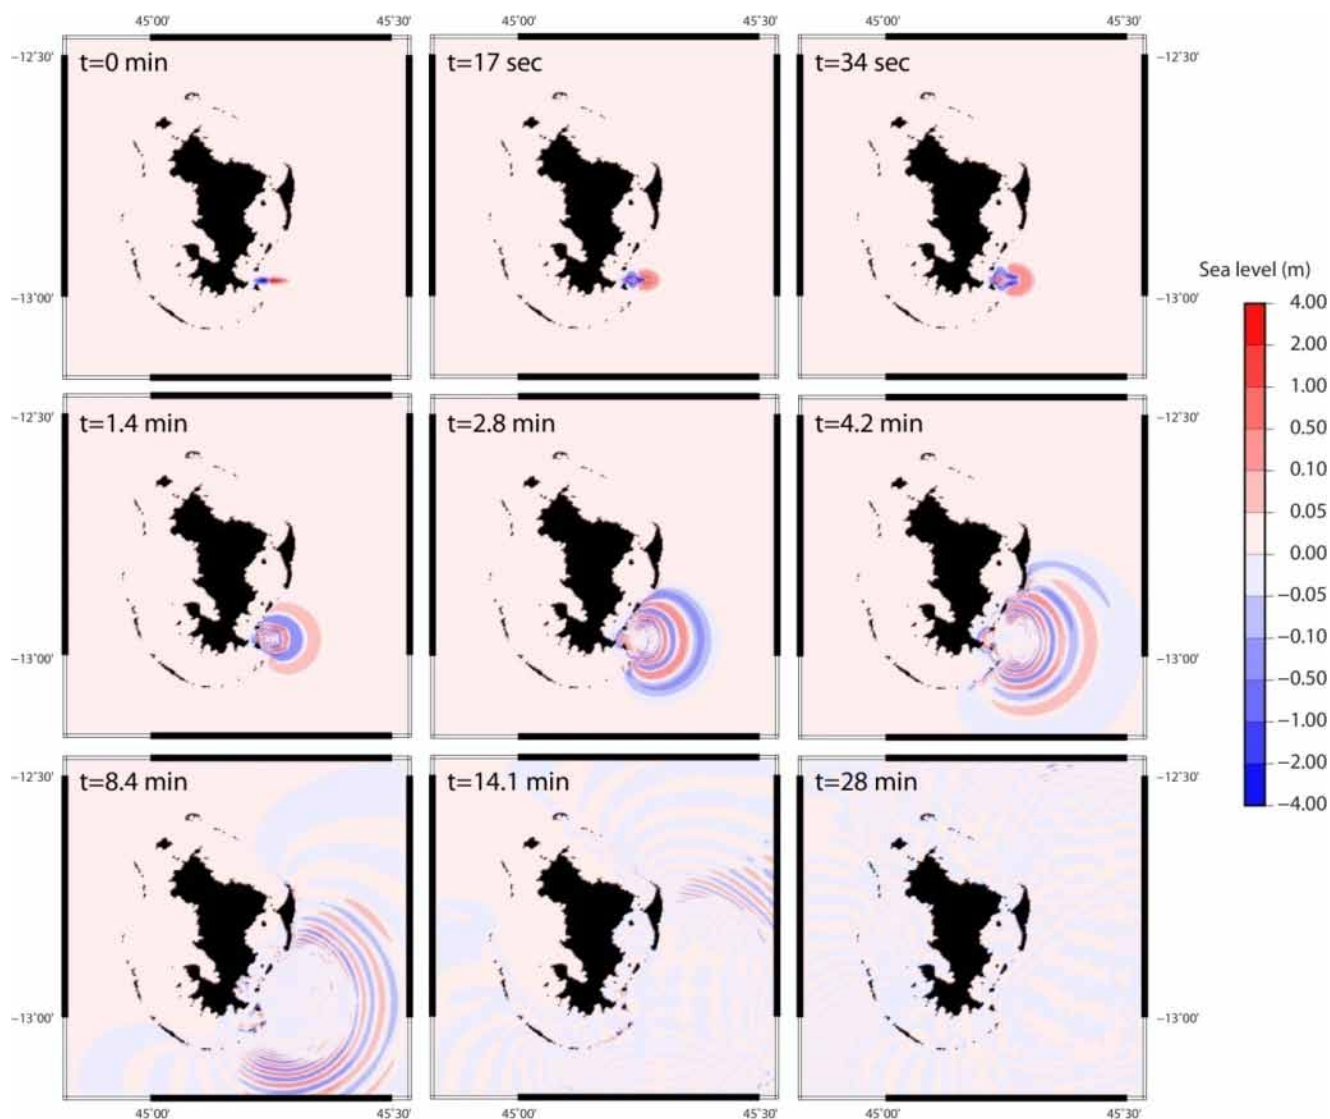 45˚00' 45˚30' 45˚00' 45˚30' 45˚00' 45˚30'
−12˚30' t=0 min t=17 sec t=34 sec −12˚30'
−13˚00' −13˚00'
Sea level (m)
4.00
2.00
1.00
0.50
0.10
0.05
0.00
−0.05
−0.10
−0.50
−1.00
−2.00
−4.00
−12˚30' t=1.4 min t=2.8 min t=4.2 min −12˚30'
−13˚00' −13˚00'
−12˚30' t=8.4 min t=14.1 min t=28 min −12˚30'
−13˚00' −13˚00'
45˚00' 45˚30' 45˚00' 45˚30' 45˚00' 45˚30'